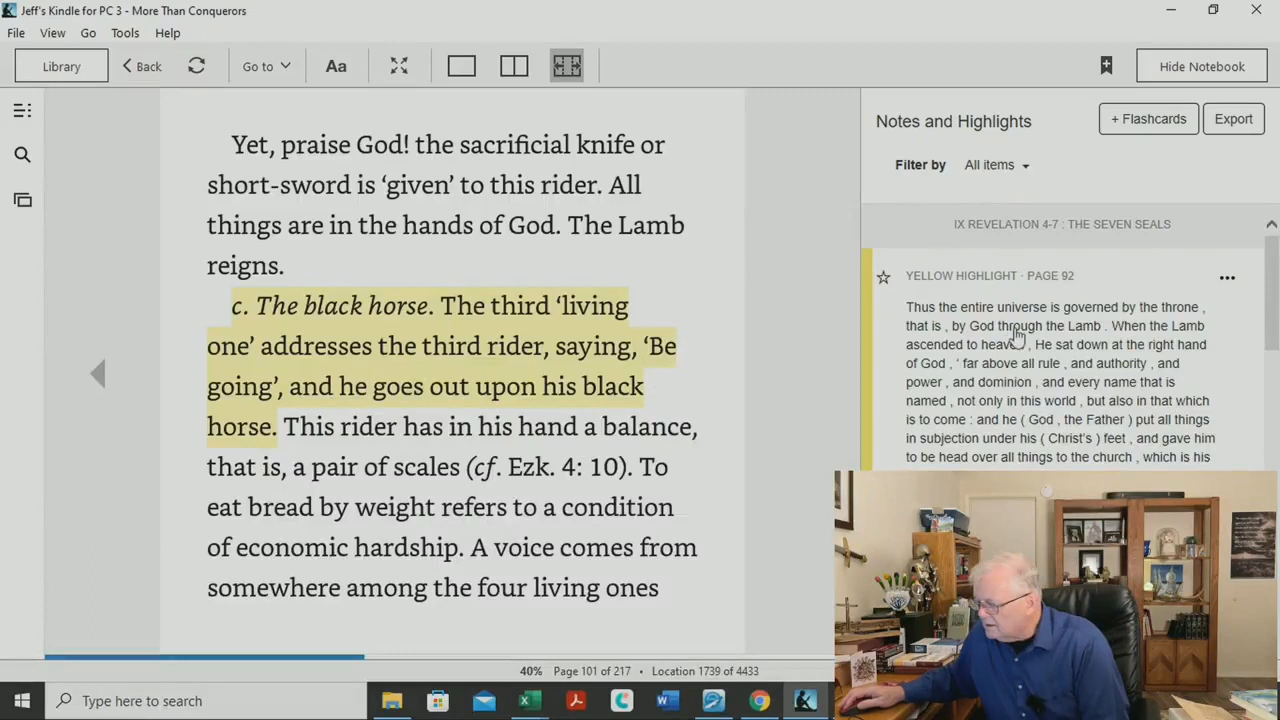 Jeff's Kindle for PC 3 - More Than Conquerors
File View Go Tools Help
Library Back Go to Aa Hide Notebook
Yet, praise God! the sacrificial knife or
short-sword is ‘given’ to this rider. All
things are in the hands of God. The Lamb
reigns.
c. The black horse. The third ‘living
one’ addresses the third rider, saying, ‘Be
going’, and he goes out upon his black
horse. This rider has in his hand a balance,
that is, a pair of scales (cf. Ezk. 4: 10). To
eat bread by weight refers to a condition
of economic hardship. A voice comes from
somewhere among the four living ones
Notes and Highlights + Flashcards Export
Filter by All items
IX REVELATION 4-7 : THE SEVEN SEALS
YELLOW HIGHLIGHT · PAGE 92
Thus the entire universe is governed by the throne ,
that is , by God through the Lamb . When the Lamb
ascended to , He sat down at the right hand
of God , ‘ far above all rule , and authority , and
power , and dominion , and every name that is
named , not only in this world , but also in that which
is to come : and he ( God , the Father ) put all things
in subjection under his ( Christ’s ) feet , and gave him
to be head over all things to the church , which is his
40% Page 101 of 217 • Location 1739 of 4433
Type here to search